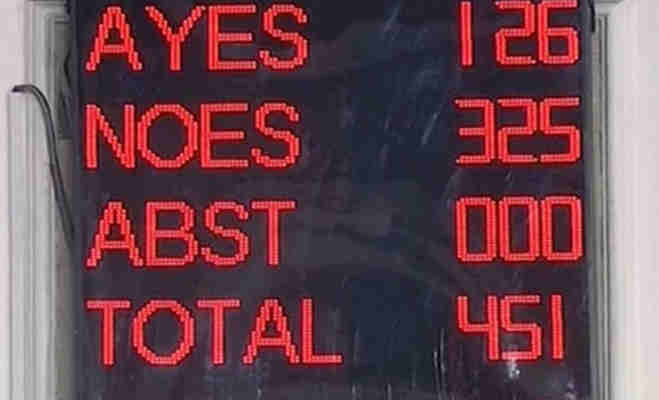 AYES 126
NOES 325
ABST 000
TOTAL 451